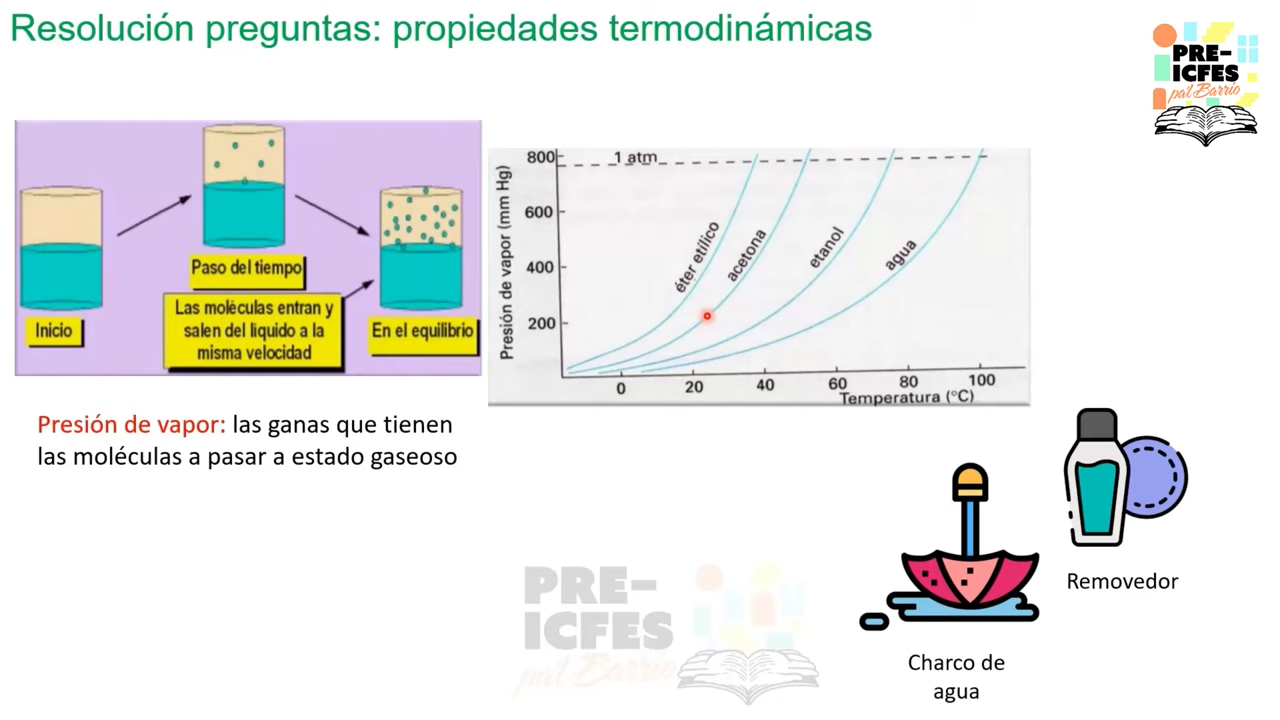 Resolución preguntas: propiedades termodinámicas
PRE-
ICFES
pa'l Barrio
Inicio
Paso del tiempo
Las moléculas entran y
salen del líquido a la
misma velocidad
En el equilibrio
Presión de vapor (mm Hg)
800
600
400
200
1 atm
éter etílico
acetona
etanol
agua
0
20
40
60
80
100
Temperatura (°C)
Presión de vapor: las ganas que tienen
las moléculas a pasar a estado gaseoso
Removedor
Charco de
agua
PRE-
ICFES
pa'l Barrio